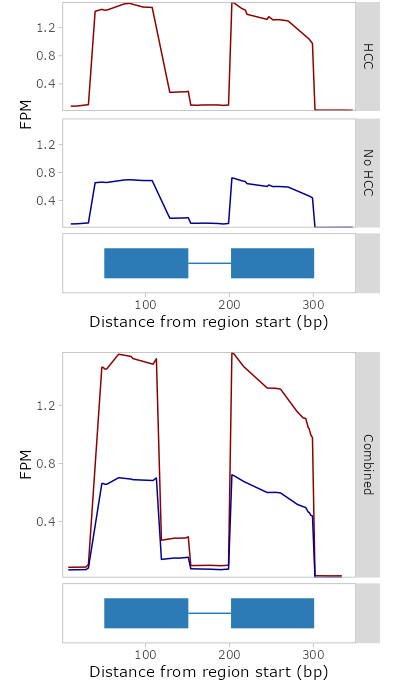 1.2
0.8
0.4
HCC
FPM
1.2
0.8
0.4
No HCC
100
200
300
Distance from region start (bp)
1.2
0.8
0.4
FPM
Combined
100
200
300
Distance from region start (bp)